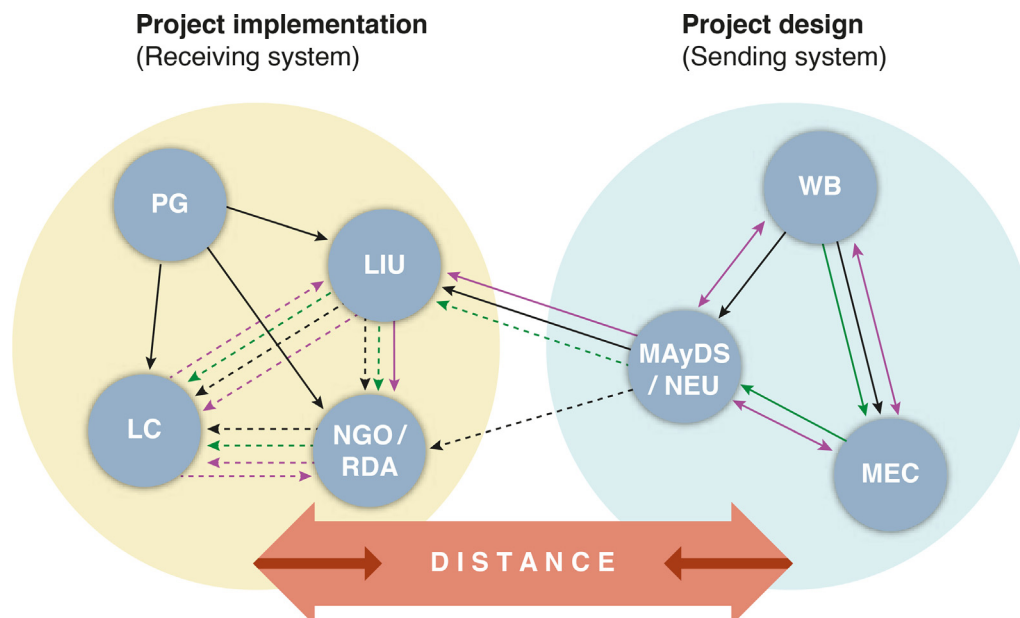 Project implementation
(Receiving system)
Project design
(Sending system)
PG
LIU
LC
NGO /
RDA
WB
MAyDS
/ NEU
MEC
DISTANCE